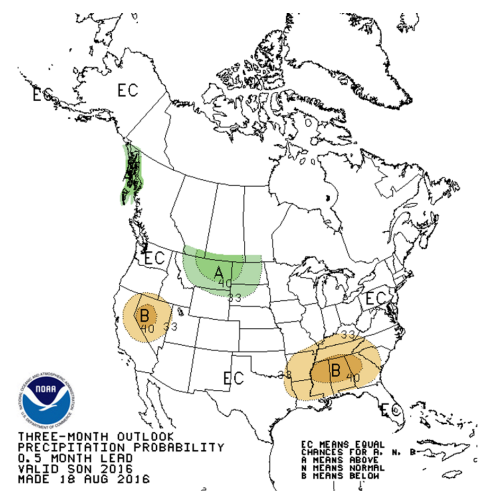 EC
EC
EC
A
40
33
B
40
33
EC
33
EC
33
B
40
EC
NOAA
THREE-MONTH OUTLOOK
PRECIPITATION PROBABILITY
0.5 MONTH LEAD
VALID SON 2016
MADE 18 AUG 2016
EC MEANS EQUAL
CHANCES FOR A, N, B
A MEANS ABOVE
N MEANS NORMAL
B MEANS BELOW